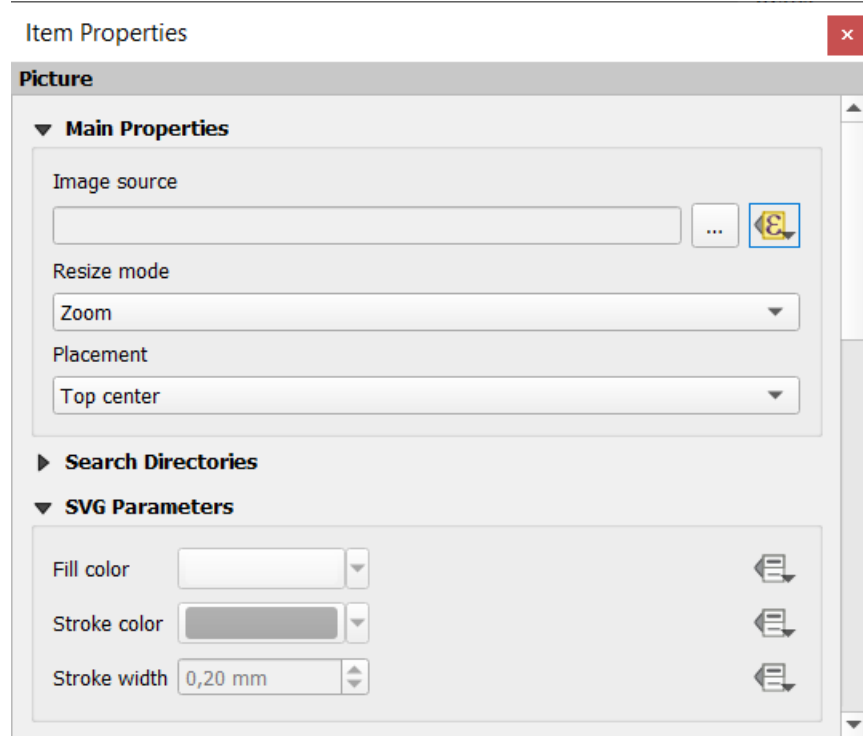 Item Properties
Picture
Main Properties
Image source
...
ε
Resize mode
Zoom
Placement
Top center
Search Directories
SVG Parameters
Fill color
Stroke color
Stroke width 0,20 mm